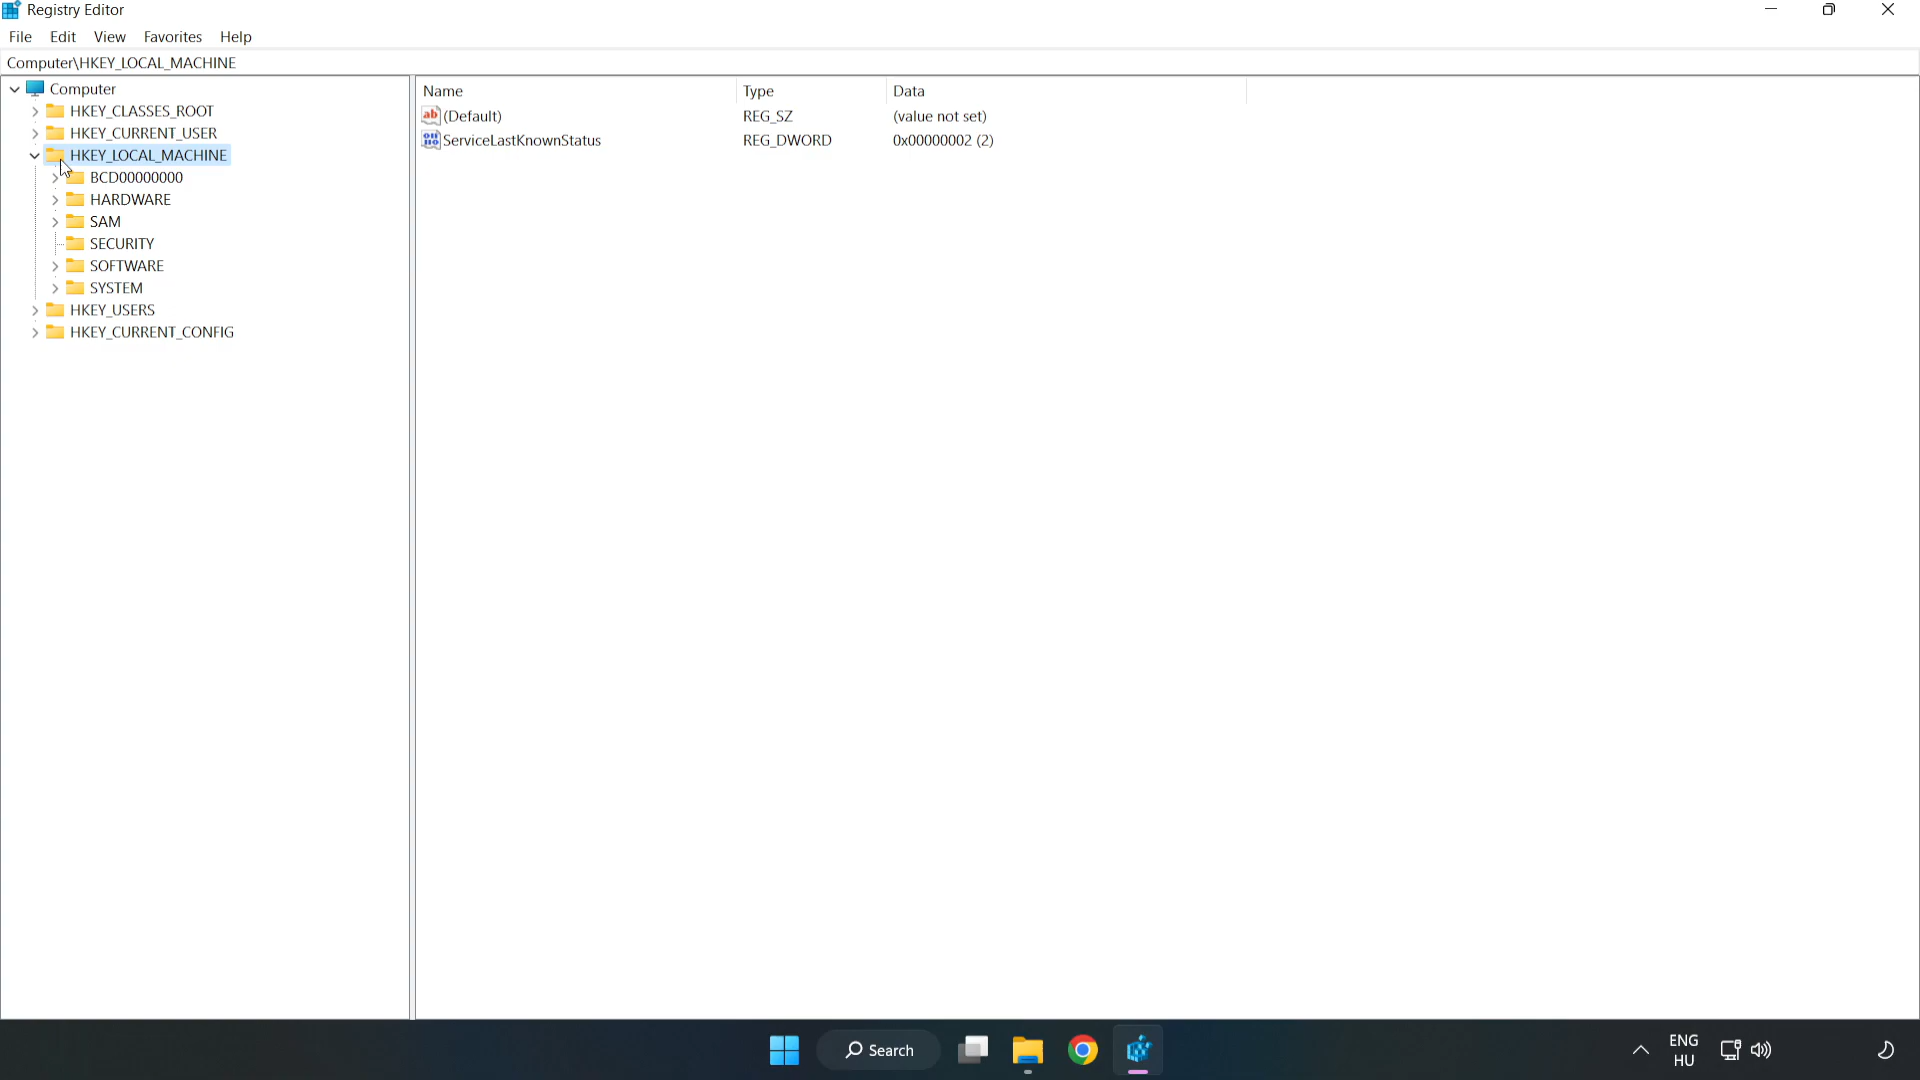 Registry Editor
File Edit View Favorites Help
Computer\HKEY_LOCAL_MACHINE
Computer
HKEY_CLASSES_ROOT
HKEY_CURRENT_USER
HKEY_LOCAL_MACHINE
BCD00000000
HARDWARE
SAM
SECURITY
SOFTWARE
SYSTEM
HKEY_USERS
HKEY_CURRENT_CONFIG
Name Type Data
(Default) REG_SZ (value not set)
ServiceLastKnownStatus REG_DWORD 0x00000002 (2)
Search
ENG
HU